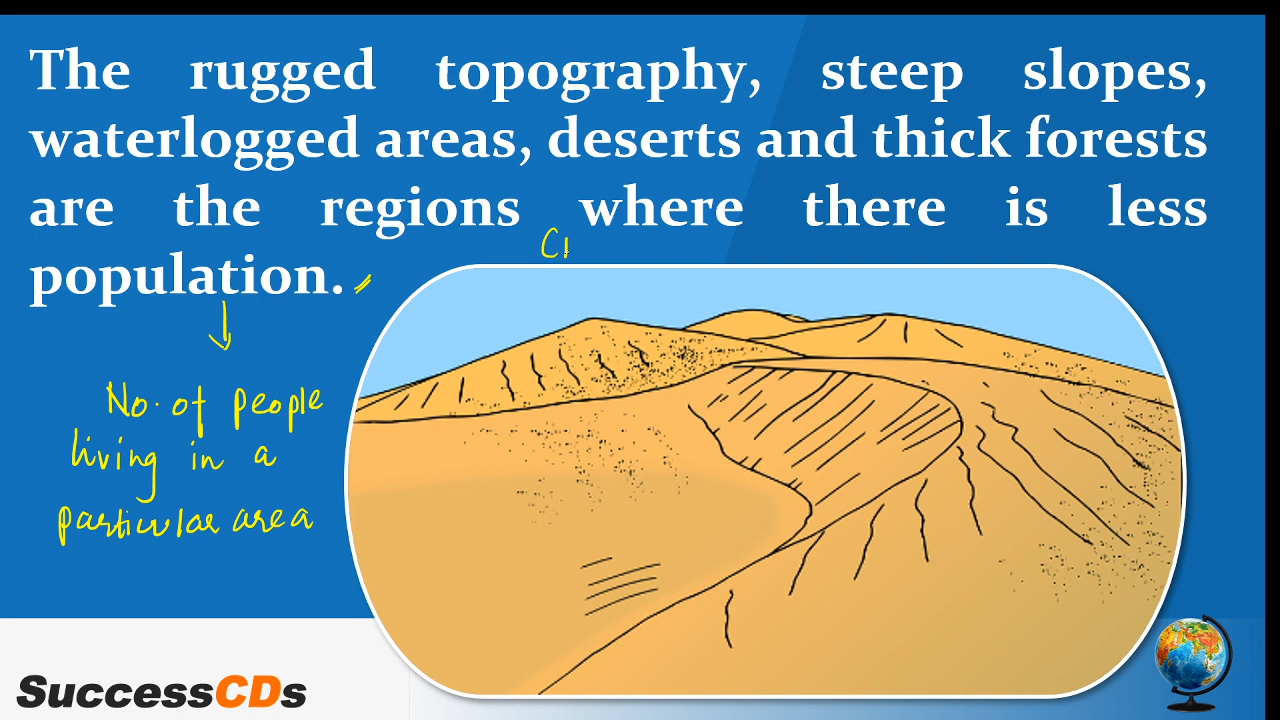 The rugged topography, steep slopes,
waterlogged areas, deserts and thick forests
are the regions where there is less
population.
No. of people
living in a
particular area
SuccessCDs